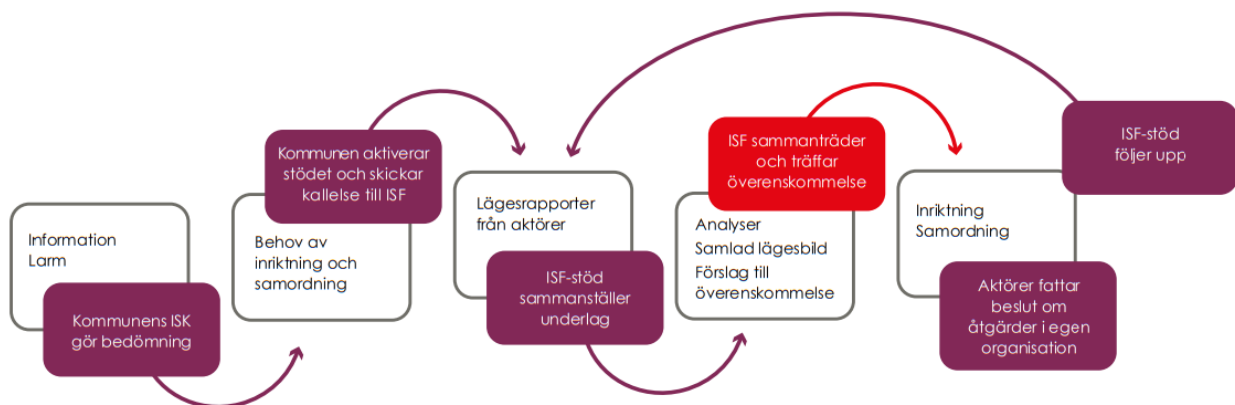 Information
Larm
Kommunens ISK
gör bedömning
Kommunen aktiverar
stödet och skickar
kallelse till ISF
Behov av
inriktning och
samordning
Lägesrapporter
från aktörer
ISF-stöd
sammanställer
underlag
ISF sammanträder
och träffar
överenskommelse
Analyser
Samlad lägesbild
Förslag till
överenskommelse
Inriktning
Samordning
Aktörer fattar
beslut om
åtgärder i egen
organisation
ISF-stöd
följer upp